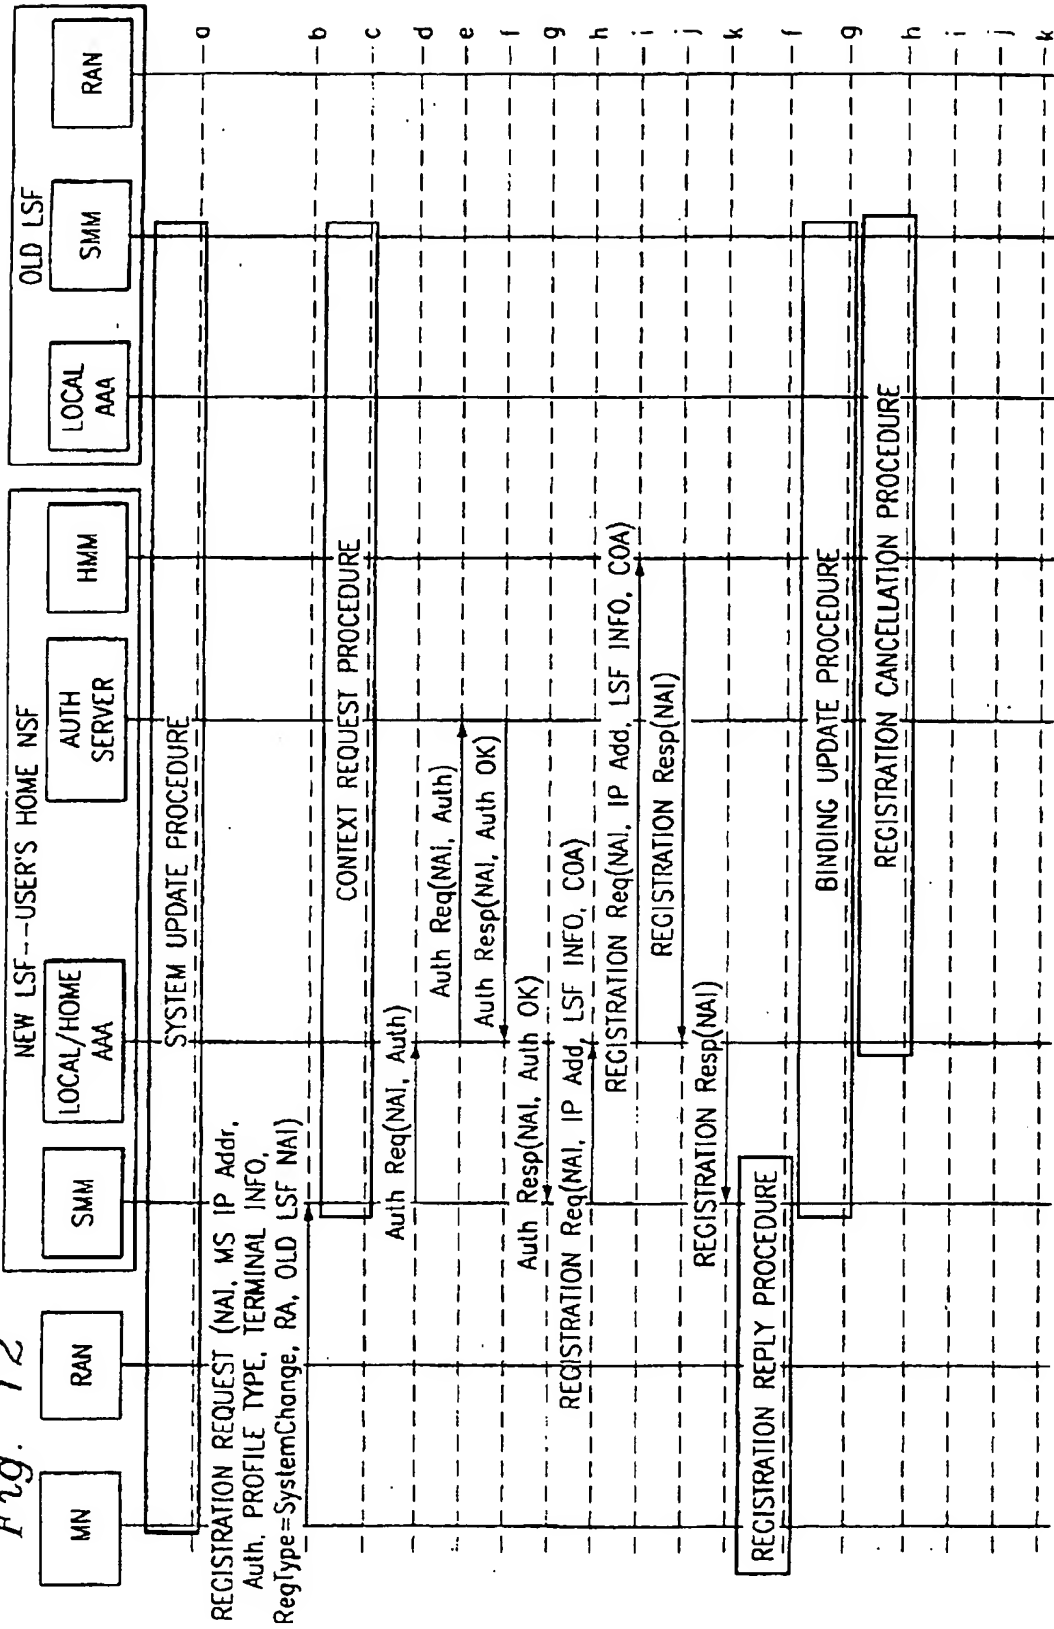 Fig. 12
NEW LSF--USER'S HOME NSF
OLD LSF
MN
RAN
SMM
LOCAL/HOME
AAA
AUTH
SERVER
HMM
LOCAL
AAA
SMM
RAN
SYSTEM UPDATE PROCEDURE
a
REGISTRATION REQUEST (NAI, MS IP Addr,
Auth, PROFILE TYPE, TERMINAL INFO,
RegType=SystemChange, RA, OLD LSF NAI)
b
CONTEXT REQUEST PROCEDURE
c
Auth Req(NAI, Auth)
d
Auth Req(NAI, Auth)
e
Auth Resp(NAI, Auth OK)
f
Auth Resp(NAI, Auth OK)
g
REGISTRATION Req(NAI, IP Add, LSF INFO, COA)
h
REGISTRATION Req(NAI, IP Add, LSF INFO, COA)
i
REGISTRATION Resp(NAI)
j
REGISTRATION Resp(NAI)
k
REGISTRATION REPLY PROCEDURE
f
BINDING UPDATE PROCEDURE
g
REGISTRATION CANCELLATION PROCEDURE
h
i
j
k